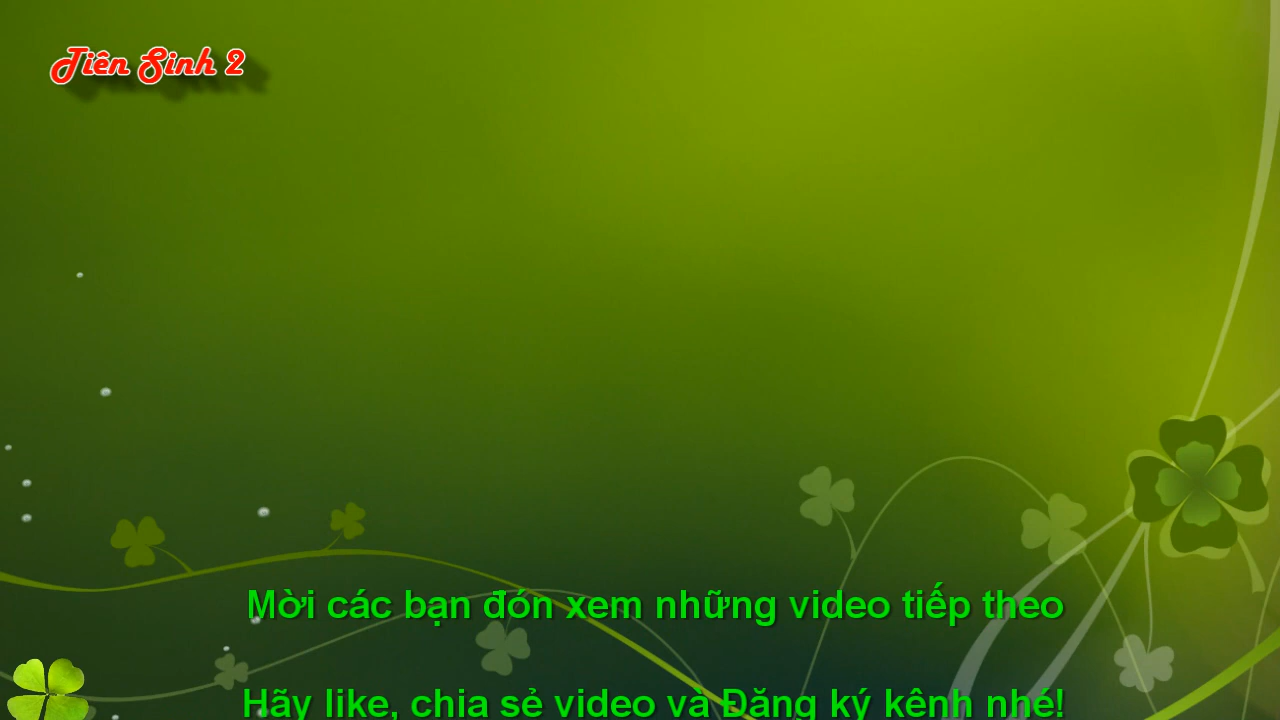 Tiên Sinh 2
Mời các bạn đón xem những video tiếp theo
Hãy like, chia sẻ video và Đăng ký kênh nhé!